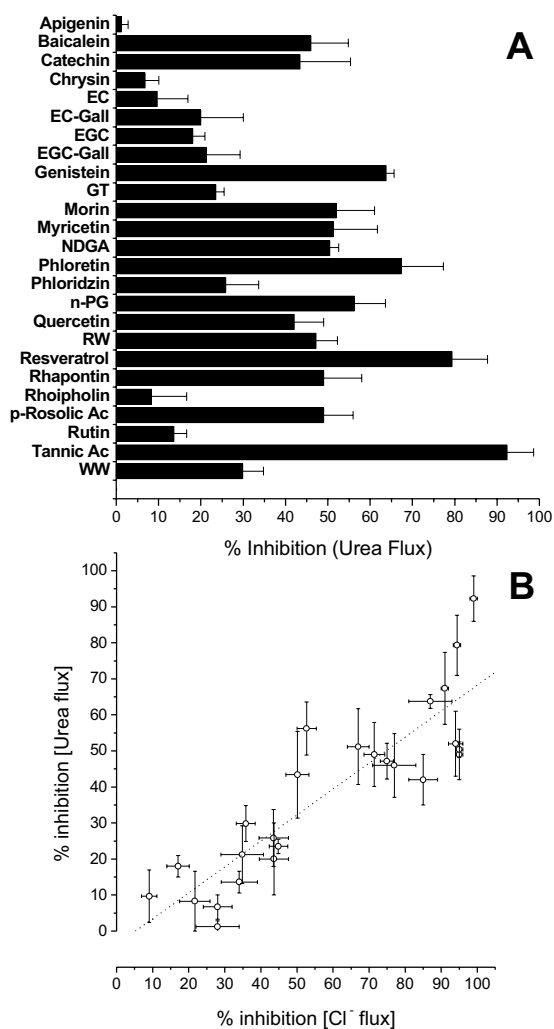 A
Apigenin
Baicalein
Catechin
Chrysin
EC
EC-Gall
EGC
EGC-Gall
Genistein
GT
Morin
Myricetin
NDGA
Phloretin
Phloridzin
n-PG
Quercetin
RW
Resveratrol
Rhapontin
Rhoipholin
p-Rosolic Ac
Rutin
Tannic Ac
WW
0 10 20 30 40 50 60 70 80 90 100
% Inhibition (Urea Flux)
B
100
90
80
70
60
50
40
30
20
10
0
% inhibition [Urea flux]
0 10 20 30 40 50 60 70 80 90 100
% inhibition [Cl⁻ flux]